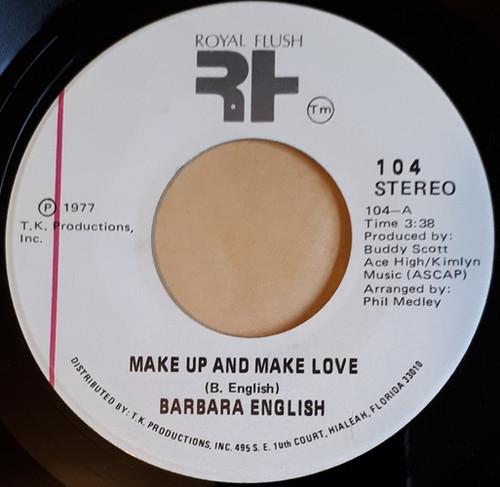 ROYAL FLUSH
RF
Tm
104
STEREO
℗ 1977
T.K. Productions,
Inc.
104—A
Time 3:38
Produced by:
Buddy Scott
Ace High/Kimlyn
Music (ASCAP)
Arranged by:
Phil Medley
MAKE UP AND MAKE LOVE
(B. English)
BARBARA ENGLISH
DISTRIBUTED BY: T.K. PRODUCTIONS, INC. 495 S. E. 10th COURT, HIALEAH, FLORIDA 33010